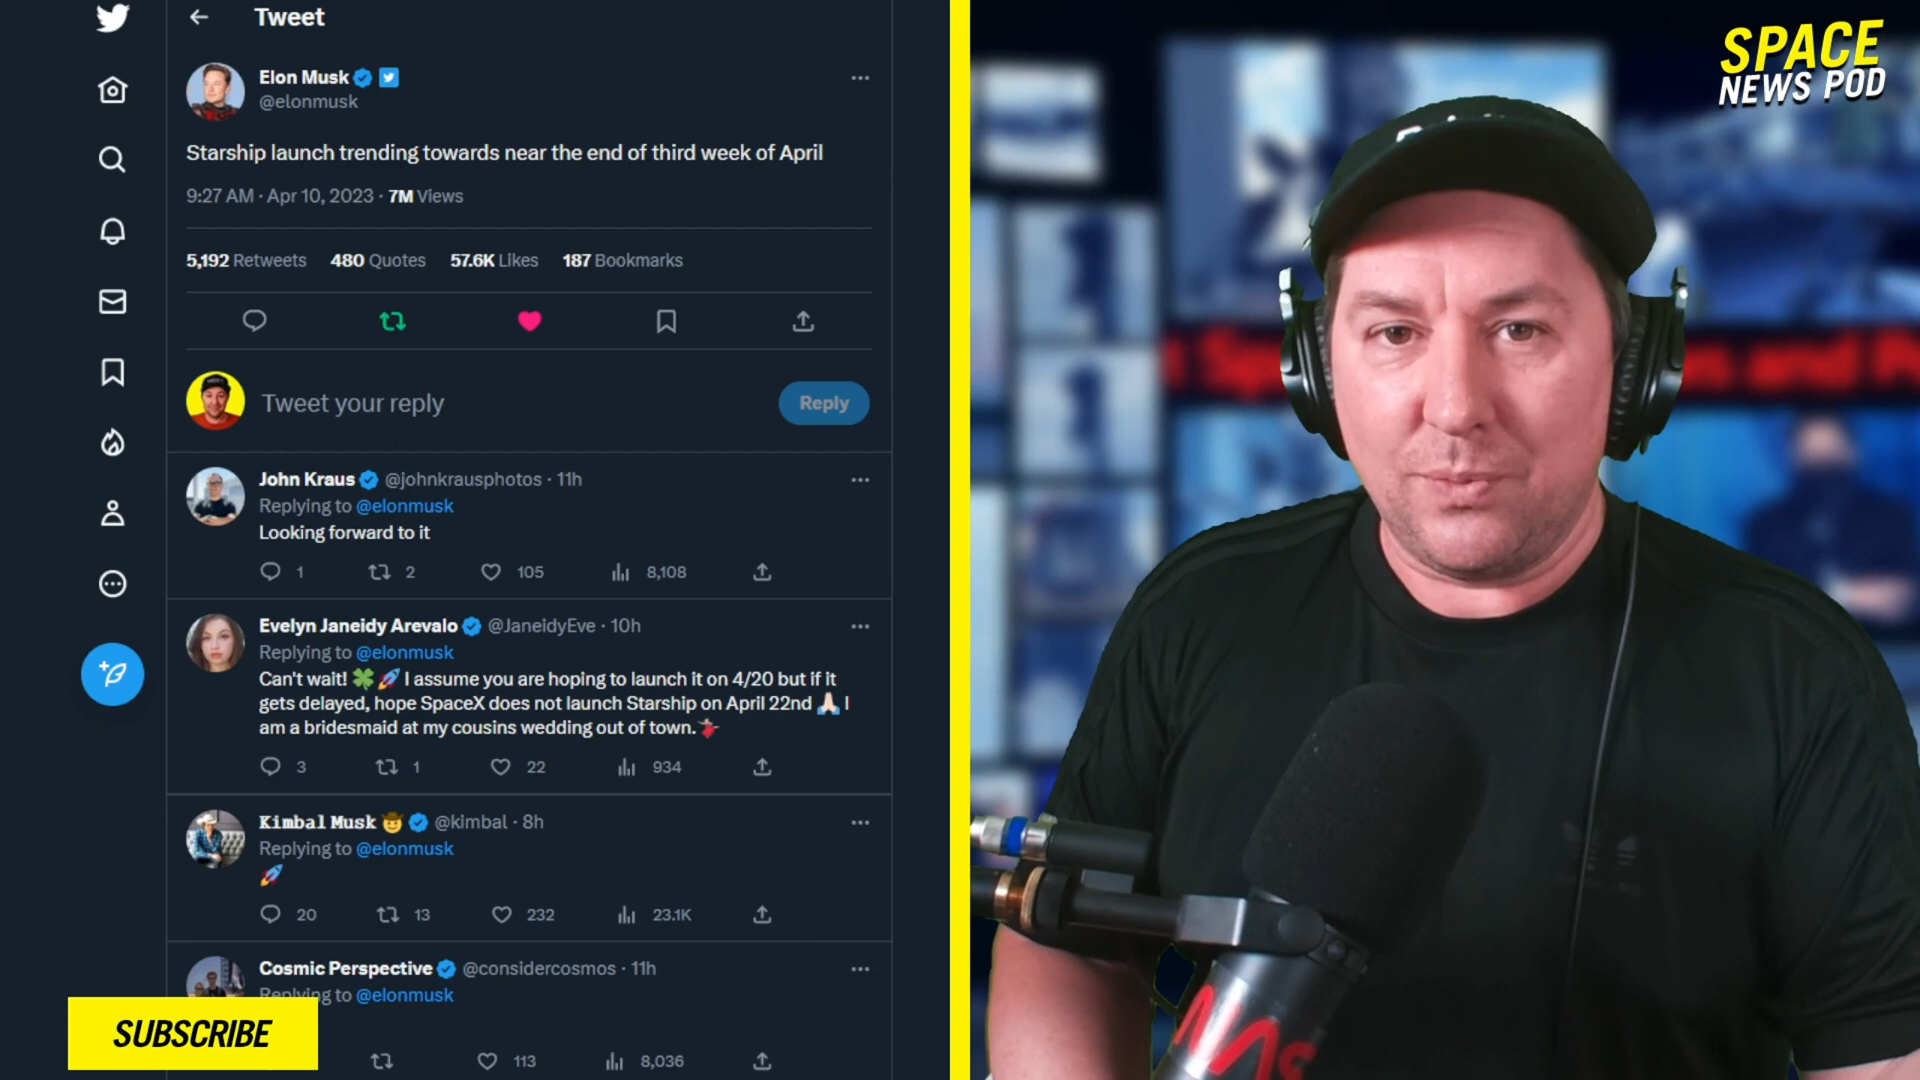 Tweet
Elon Musk
@elonmusk
Starship launch trending towards near the end of third week of April
9:27 AM · Apr 10, 2023 · 7M Views
5,192 Retweets 480 Quotes 57.6K Likes 187 Bookmarks
Tweet your reply
Reply
John Kraus @johnkrausphotos · 11h
Replying to @elonmusk
Looking forward to it
1 2 105 8,108
Evelyn Janeidy Arevalo @JaneidyEve · 10h
Replying to @elonmusk
Can't wait! 🍀🚀 I assume you are hoping to launch it on 4/20 but if it
gets delayed, hope SpaceX does not launch Starship on April 22nd 🙏🏻 I
am a bridesmaid at my cousins wedding out of town. 💃
3 1 22 934
Kimbal Musk 🤠 @kimbal · 8h
Replying to @elonmusk
🚀
20 13 232 23.1K
Cosmic Perspective @considercosmos · 11h
Replying to @elonmusk
113 8,036
SUBSCRIBE
SPACE
NEWS POD